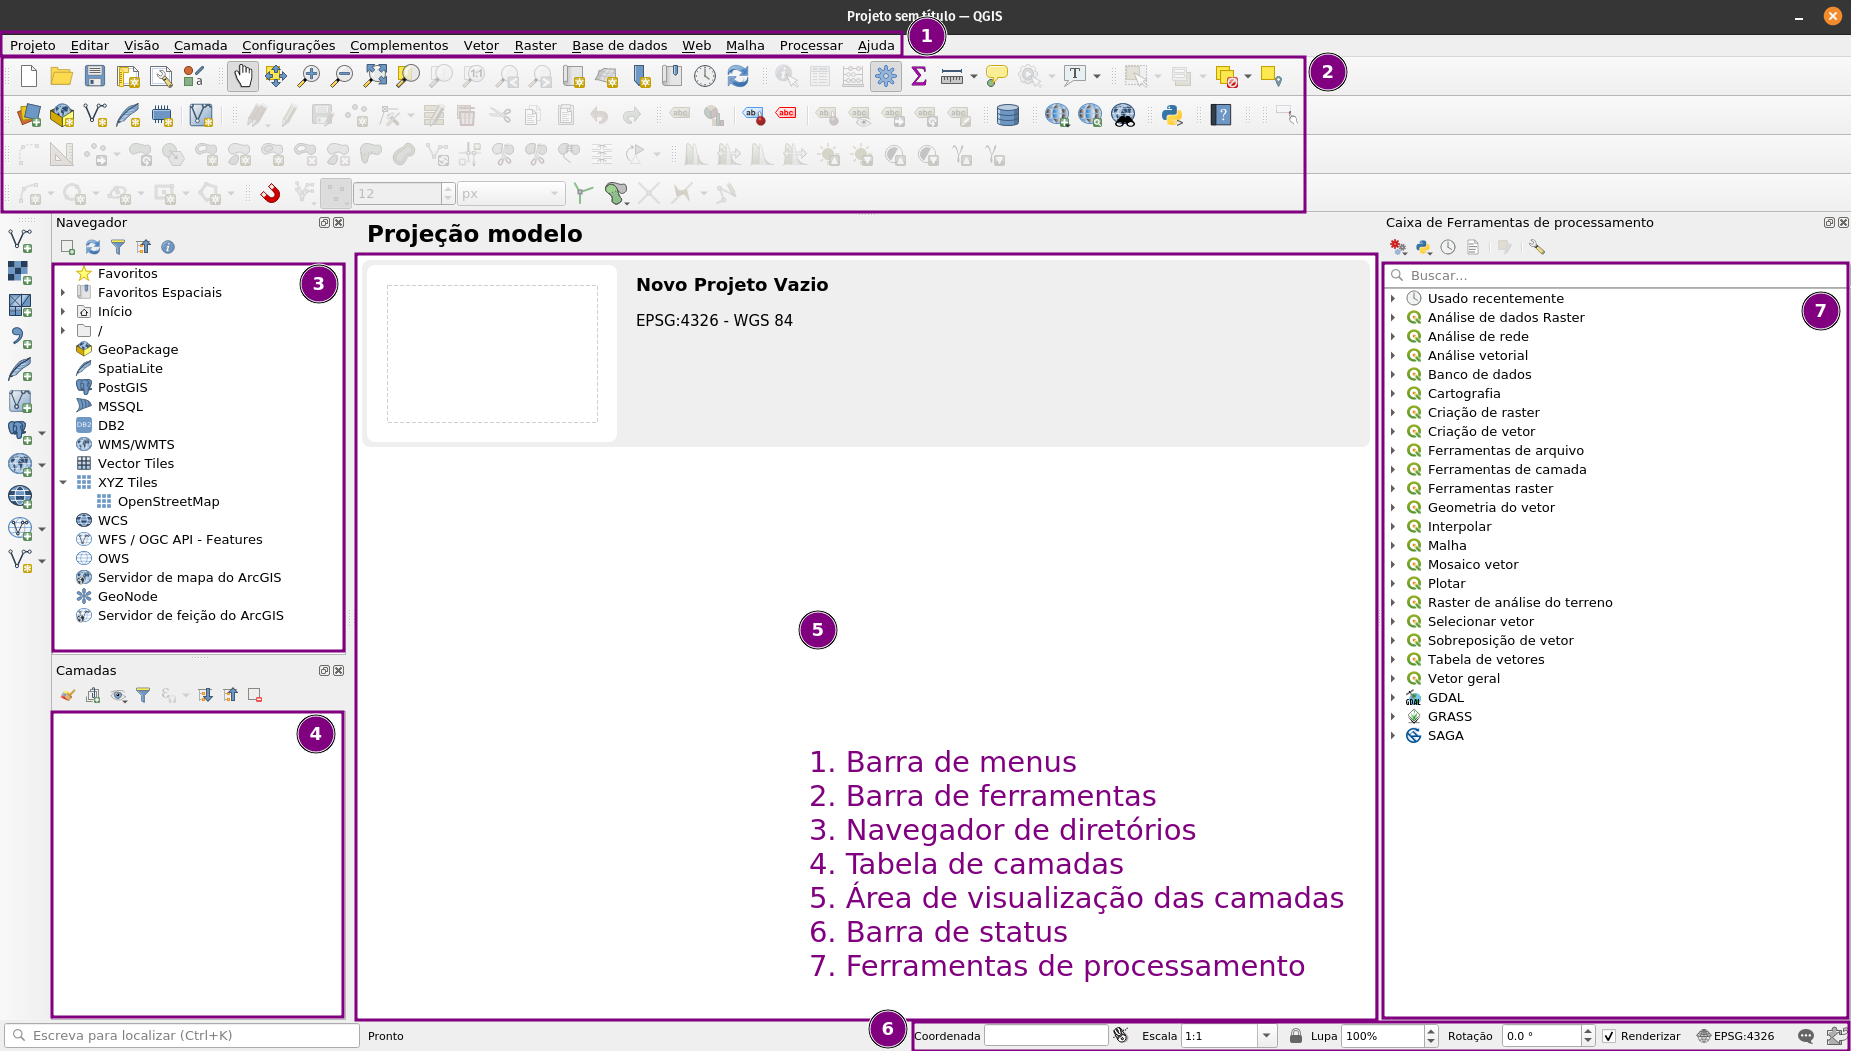 Projeto sem título — QGIS
Projeto Editar Visão Camada Configurações Complementos Vetor Raster Base de dados Web Malha Processar Ajuda
1
2
12 px
Navegador
3
Favoritos
Favoritos Espaciais
Início
/
GeoPackage
SpatiaLite
PostGIS
MSSQL
DB2
WMS/WMTS
Vector Tiles
XYZ Tiles
OpenStreetMap
WCS
WFS / OGC API - Features
OWS
Servidor de mapa do ArcGIS
GeoNode
Servidor de feição do ArcGIS
Camadas
4
Projeção modelo
Novo Projeto Vazio
EPSG:4326 - WGS 84
5
1. Barra de menus
2. Barra de ferramentas
3. Navegador de diretórios
4. Tabela de camadas
5. Área de visualização das camadas
6. Barra de status
7. Ferramentas de processamento
Caixa de Ferramentas de processamento
Buscar...
7
Usado recentemente
Análise de dados Raster
Análise de rede
Análise vetorial
Banco de dados
Cartografia
Criação de raster
Criação de vetor
Ferramentas de arquivo
Ferramentas de camada
Ferramentas raster
Geometria do vetor
Interpolar
Malha
Mosaico vetor
Plotar
Raster de análise do terreno
Selecionar vetor
Sobreposição de vetor
Tabela de vetores
Vetor geral
GDAL
GRASS
SAGA
Escreva para localizar (Ctrl+K)
Pronto
6
Coordenada Escala 1:1 Lupa 100% Rotação 0.0 ° Renderizar EPSG:4326